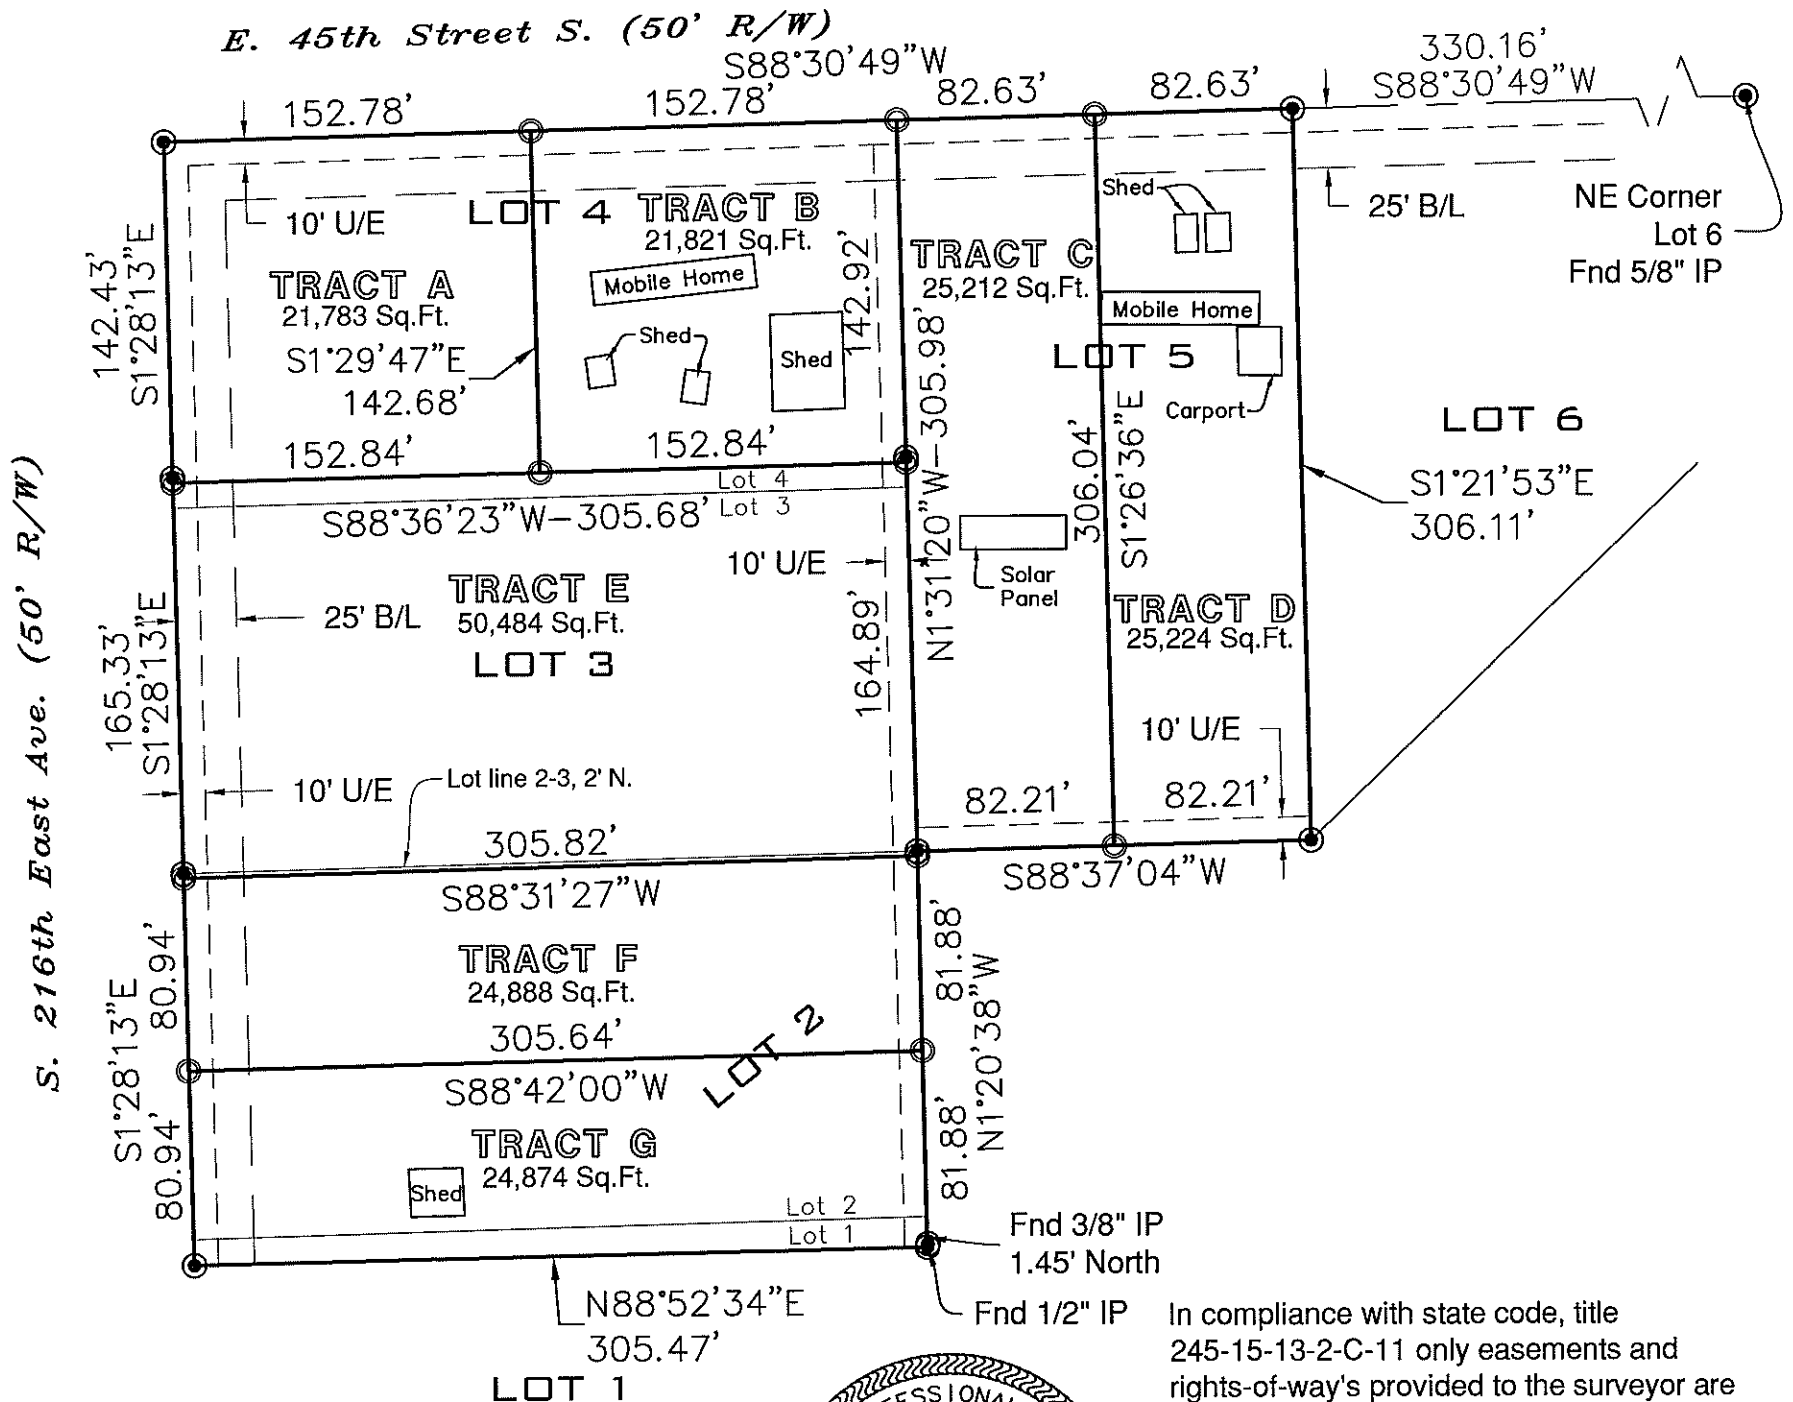 E. 45th Street S. (50' R/W)
S88°30'49"W
330.16'
S88°30'49"W
152.78'
152.78'
82.63'
82.63'
10' U/E
LOT 4
TRACT B
21,821 Sq.Ft.
Mobile Home
Shed
Shed
142.92'
TRACT A
21,783 Sq.Ft.
S1°29'47"E
142.68'
142.43'
S1°28'13"E
152.84'
152.84'
Lot 4
Lot 3
S88°36'23"W-305.68'
TRACT C
25,212 Sq.Ft.
N1°31'20"W-305.98'
Shed
Mobile Home
LOT 5
Carport
306.04'
S1°26'36"E
Solar
Panel
TRACT D
25,224 Sq.Ft.
25' B/L
NE Corner
Lot 6
Fnd 5/8" IP
LOT 6
S1°21'53"E
306.11'
S. 216th East Ave. (50' R/W)
10' U/E
TRACT E
50,484 Sq.Ft.
LOT 3
25' B/L
165.33'
S1°28'13"E
164.89'
10' U/E
Lot line 2-3, 2' N.
10' U/E
82.21'
82.21'
S88°37'04"W
305.82'
S88°31'27"W
TRACT F
24,888 Sq.Ft.
305.64'
S88°42'00"W
LOT 2
80.94'
S1°28'13"E
80.94'
81.88'
N1°20'38"W
81.88'
TRACT G
24,874 Sq.Ft.
Shed
Lot 2
Lot 1
Fnd 3/8" IP
1.45' North
Fnd 1/2" IP
N88°52'34"E
305.47'
LOT 1
In compliance with state code, title
245-15-13-2-C-11 only easements and
rights-of-way's provided to the surveyor are